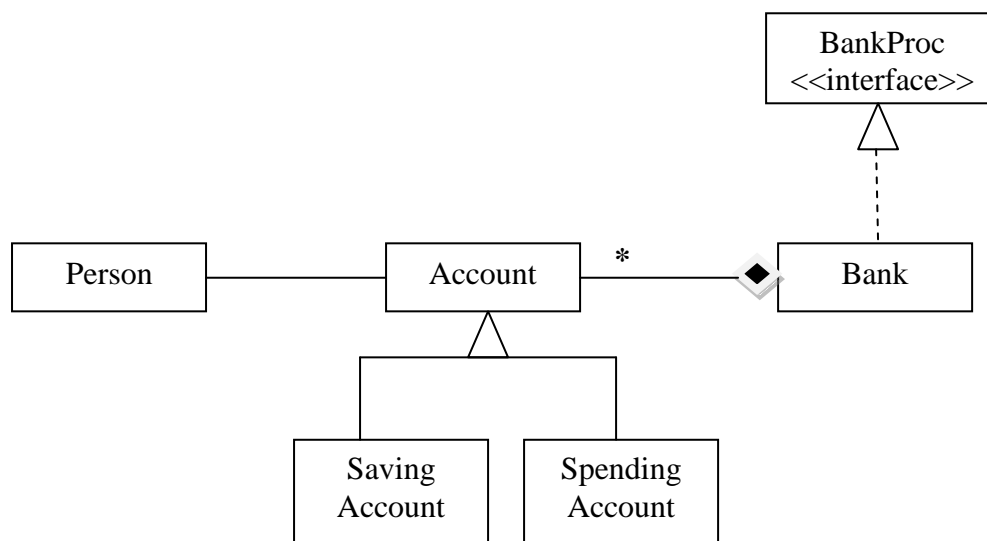 BankProc
<<interface>>
Person
Account
*
Bank
Saving
Account
Spending
Account